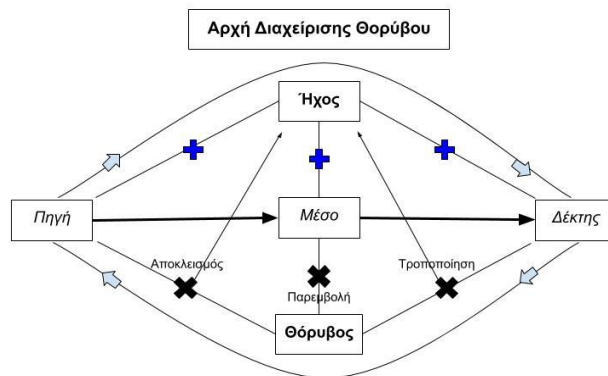 Αρχή Διαχείρισης Θορύβου
Ήχος
Πηγή
Μέσο
Δέκτης
Αποκλεισμός
Τροποποίηση
Παρεμβολή
Θόρυβος